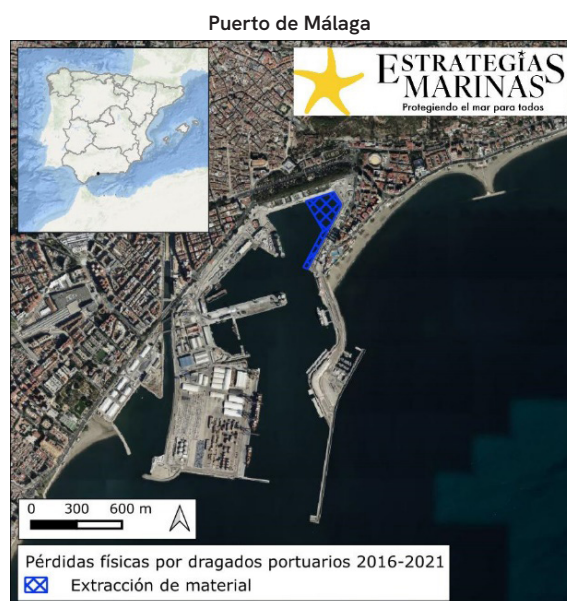 Puerto de Málaga
ESTRATEGIAS
MARINAS
Protegiendo el mar para todos
0 300 600 m
Pérdidas físicas por dragados portuarios 2016-2021
Extracción de material